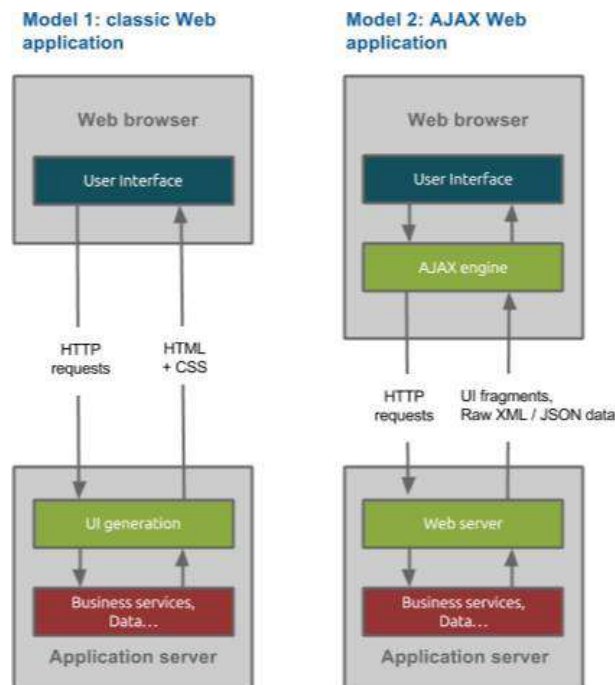 Model 1: classic Web
application
Web browser
User Interface
HTTP
requests
HTML
+ CSS
UI generation
Business services,
Data...
Application server
Model 2: AJAX Web
application
Web browser
User Interface
AJAX engine
HTTP
requests
UI fragments,
Raw XML / JSON data
Web server
Business services,
Data...
Application server